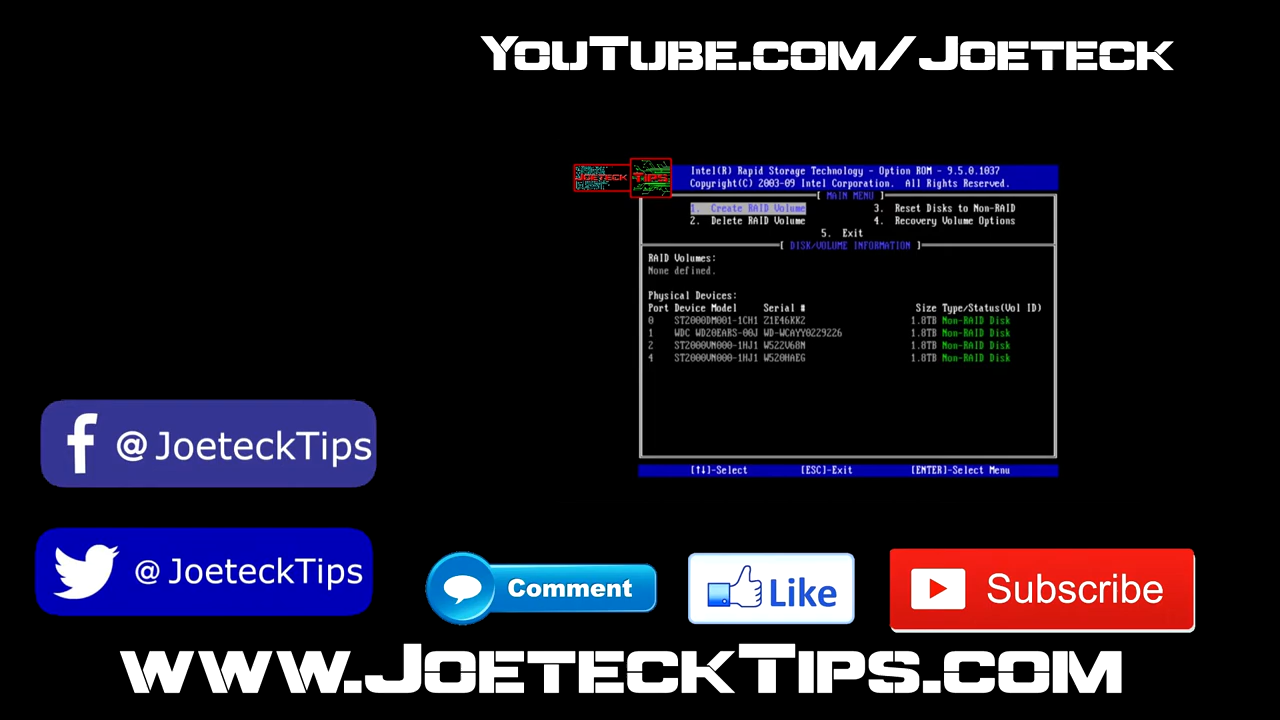 YouTube.com/Joeteck
JOETECK TIPS
Intel(R) Rapid Storage Technology - Option ROM - 9.5.0.1037
Copyright(C) 2003-09 Intel Corporation. All Rights Reserved.
[ MAIN MENU ]
1. Create RAID Volume 3. Reset Disks to Non-RAID
2. Delete RAID Volume 4. Recovery Volume Options
5. Exit
[ DISK/VOLUME INFORMATION ]
RAID Volumes:
None defined.
Physical Devices:
Port Device Model Serial # Size Type/Status(Vol ID)
0 ST2000DM001-1CH1 Z1E46KKZ 1.8TB Non-RAID Disk
1 WDC WD20EARS-00J WD-WCAYY0229226 1.8TB Non-RAID Disk
2 ST2000VN000-1HJ1 W522V68N 1.8TB Non-RAID Disk
4 ST2000VN000-1HJ1 W520HAEG 1.8TB Non-RAID Disk
[↑↓]-Select [ESC]-Exit [ENTER]-Select Menu
f @JoeteckTips
@JoeteckTips
Comment
Like
Subscribe
www.JoeteckTips.com